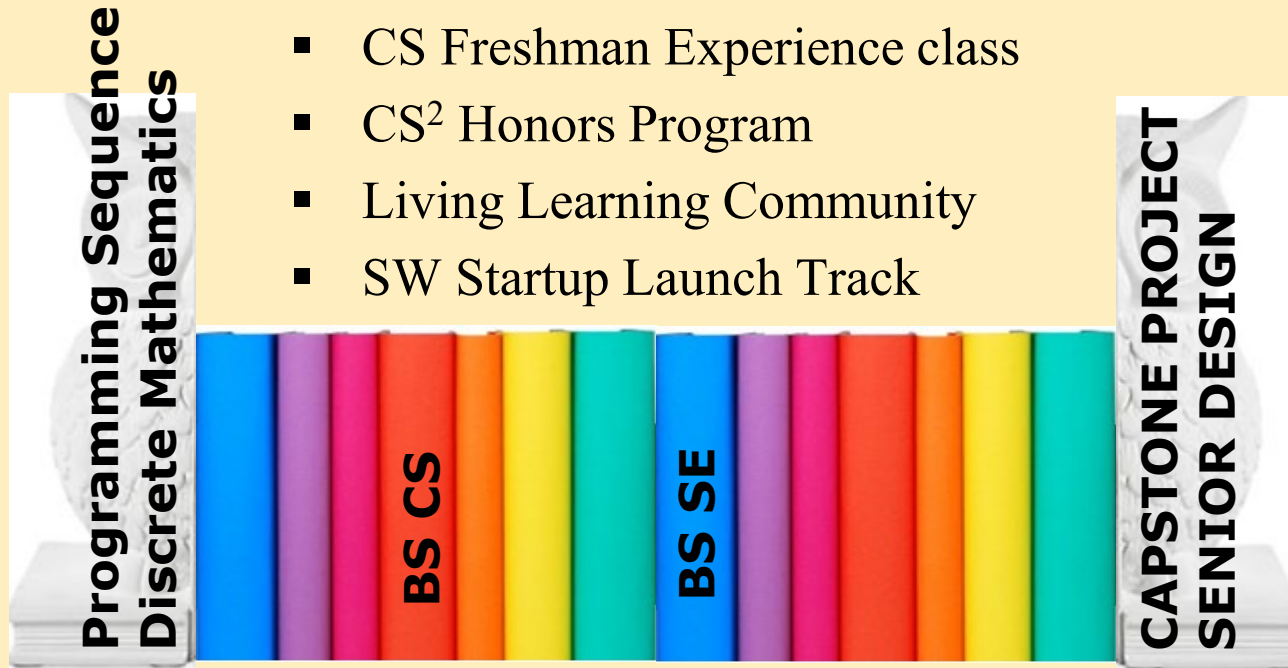 Programming Sequence
Discrete Mathematics
▪ CS Freshman Experience class
▪ CS² Honors Program
▪ Living Learning Community
▪ SW Startup Launch Track
BS CS
BS SE
CAPSTONE PROJECT
SENIOR DESIGN